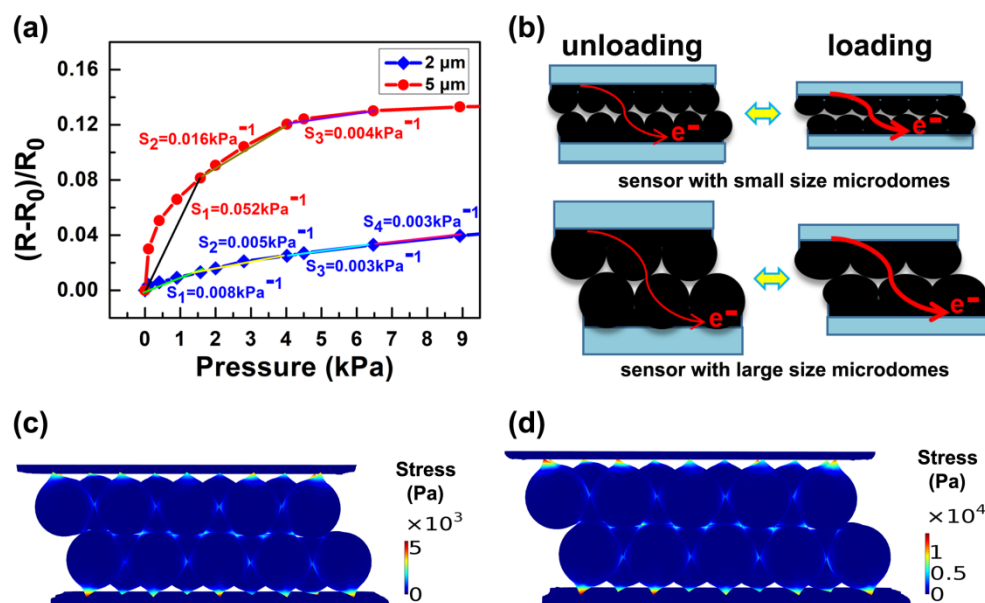 (a)
(R-R₀)/R₀
0.16
0.12
0.08
0.04
0.00
2 μm
5 μm
S₂=0.016kPa⁻¹
S₃=0.004kPa⁻¹
S₁=0.052kPa⁻¹
S₄=0.003kPa⁻¹
S₂=0.005kPa⁻¹
S₃=0.003kPa⁻¹
S₁=0.008kPa⁻¹
0 1 2 3 4 5 6 7 8 9
Pressure (kPa)
(b)
unloading loading
e⁻ e⁻
sensor with small size microdomes
e⁻ e⁻
sensor with large size microdomes
(c)
Stress
(Pa)
×10³
5
0
(d)
Stress
(Pa)
×10⁴
1
0.5
0